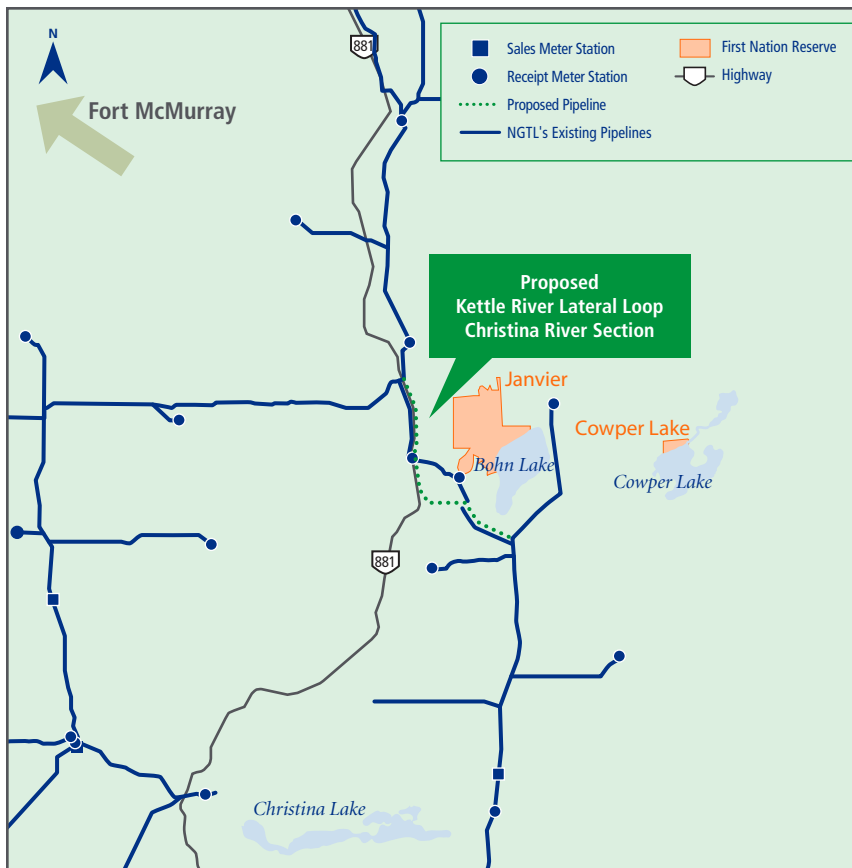 N
Fort McMurray
881
Sales Meter Station
Receipt Meter Station
Proposed Pipeline
NGTL's Existing Pipelines
First Nation Reserve
Highway
Proposed
Kettle River Lateral Loop
Christina River Section
Janvier
Cowper Lake
Bohn Lake
Cowper Lake
881
Christina Lake